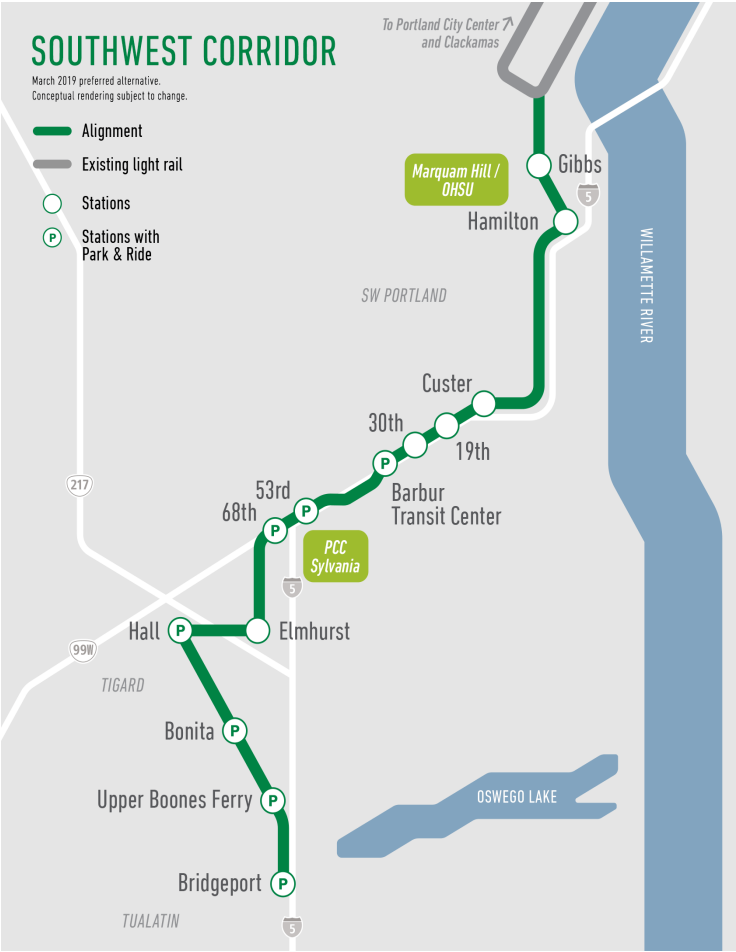 To Portland City Center
and Clackamas
SOUTHWEST CORRIDOR
March 2019 preferred alternative.
Conceptual rendering subject to change.
Alignment
Existing light rail
Stations
P
Stations with
Park & Ride
Marquam Hill /
OHSU
Gibbs
5
Hamilton
WILLAMETTE RIVER
SW PORTLAND
Custer
30th
19th
P
Barbur
Transit Center
217
53rd
P
68th
P
PCC
Sylvania
5
Hall
P
Elmhurst
99W
TIGARD
Bonita
P
Upper Boones Ferry
P
OSWEGO LAKE
Bridgeport
P
TUALATIN
5